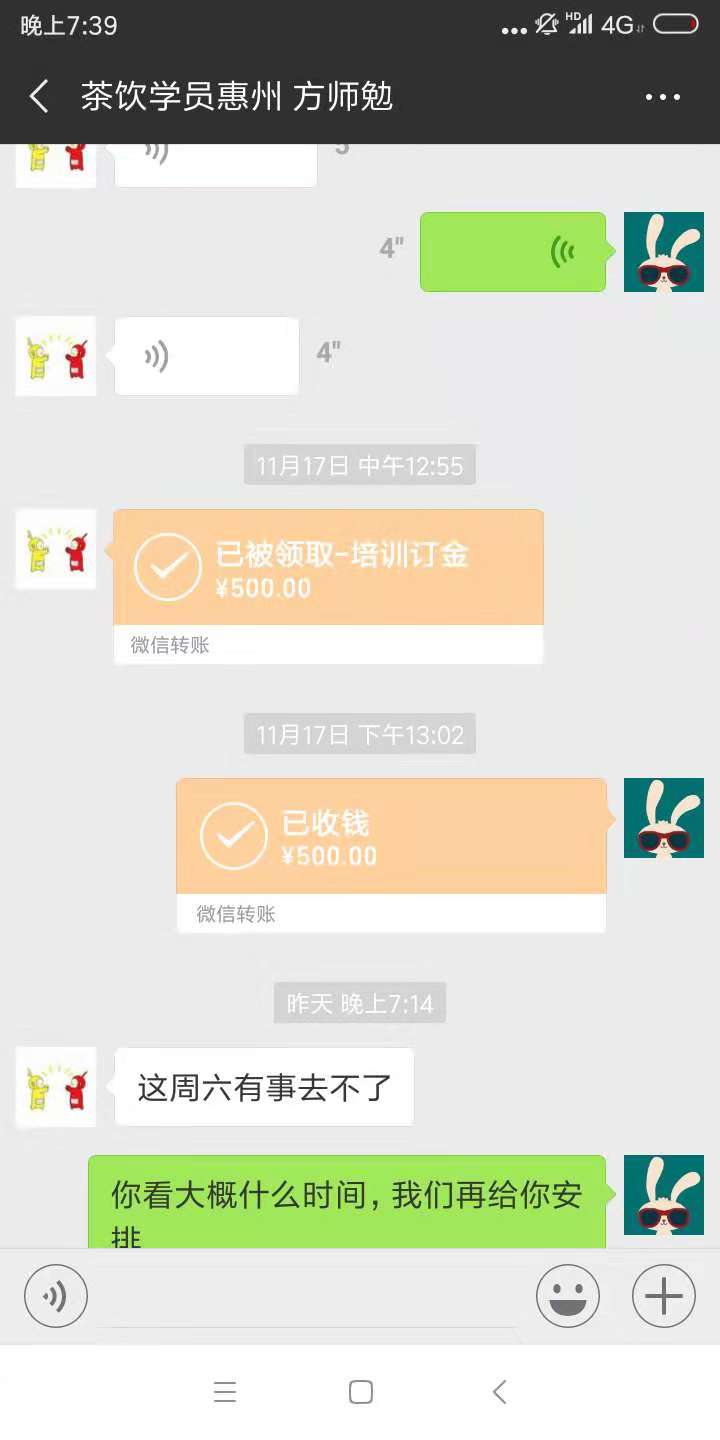 晚上7:39
HD 4G
茶饮学员惠州 方师勉
4"
4"
11月17日 中午12:55
已被领取-培训订金
¥500.00
微信转账
11月17日 下午13:02
已收钱
¥500.00
微信转账
昨天 晚上7:14
这周六有事去不了
你看大概什么时间，我们再给你安
排